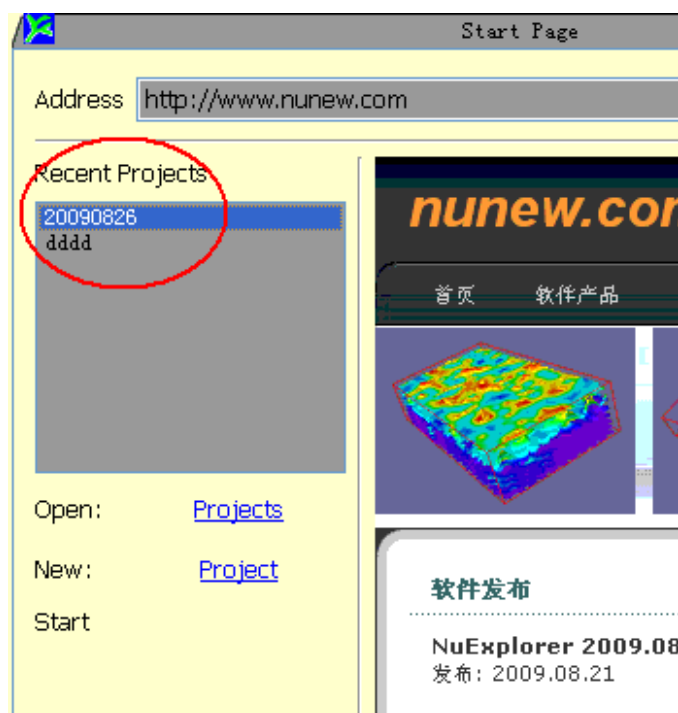 Start Page
Address http://www.nunew.com
Recent Projects
20090826
dddd
Open: Projects
New: Project
Start
nunew.com
首页 软件产品
软件发布
NuExplorer 2009.08
发布: 2009.08.21